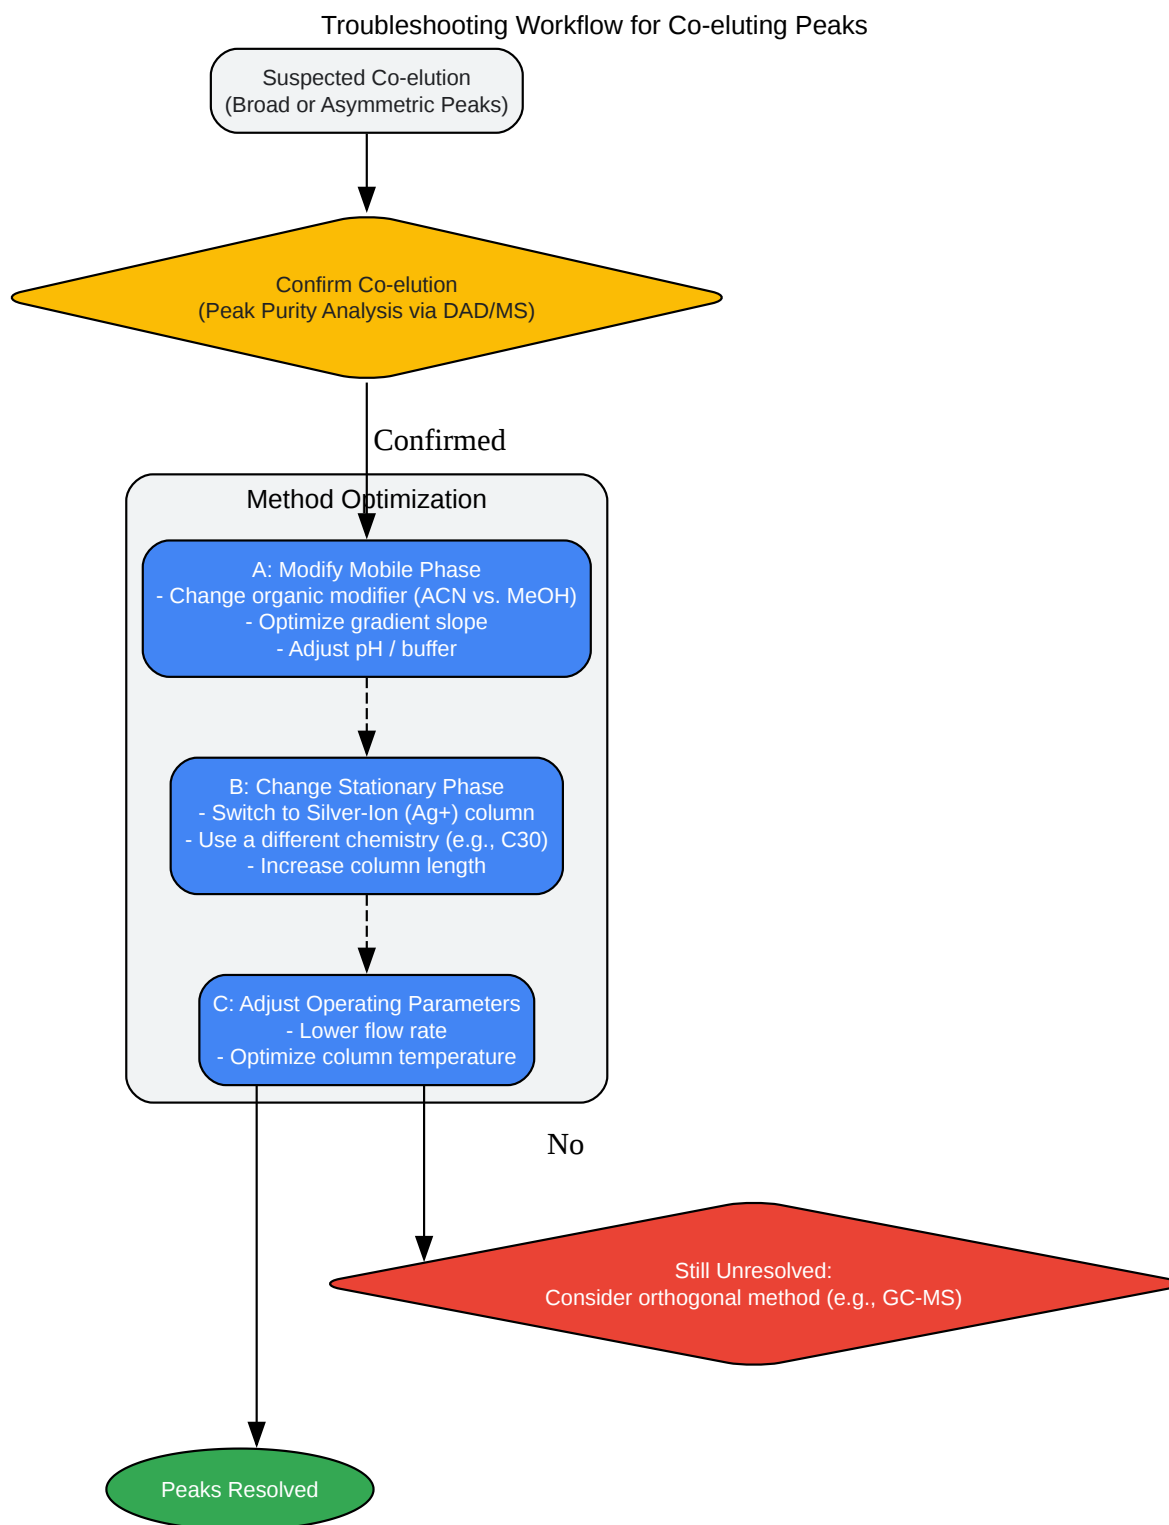 Troubleshooting Workflow for Co-eluting Peaks
Suspected Co-elution
(Broad or Asymmetric Peaks)
Confirm Co-elution
(Peak Purity Analysis via DAD/MS)
Confirmed
Method Optimization
A: Modify Mobile Phase
- Change organic modifier (ACN vs. MeOH)
- Optimize gradient slope
- Adjust pH / buffer
B: Change Stationary Phase
- Switch to Silver-Ion (Ag+) column
- Use a different chemistry (e.g., C30)
- Increase column length
C: Adjust Operating Parameters
- Lower flow rate
- Optimize column temperature
No
Still Unresolved:
Consider orthogonal method (e.g., GC-MS)
Peaks Resolved